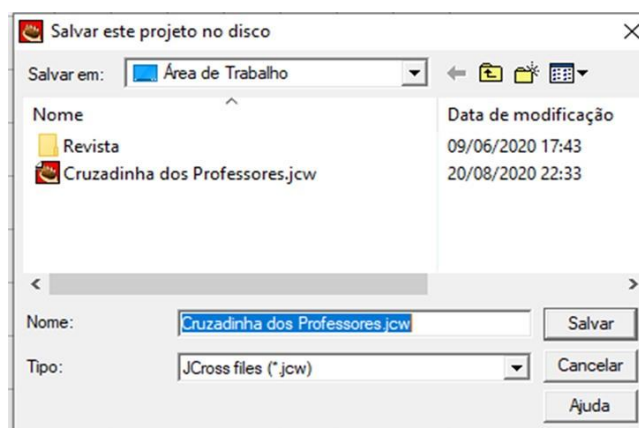 Salvar este projeto no disco
Salvar em: Área de Trabalho
Nome Data de modificação
Revista 09/06/2020 17:43
Cruzadinha dos Professores.jcw 20/08/2020 22:33
Nome: Cruzadinha dos Professores.jcw Salvar
Tipo: JCross files (*.jcw) Cancelar
Ajuda